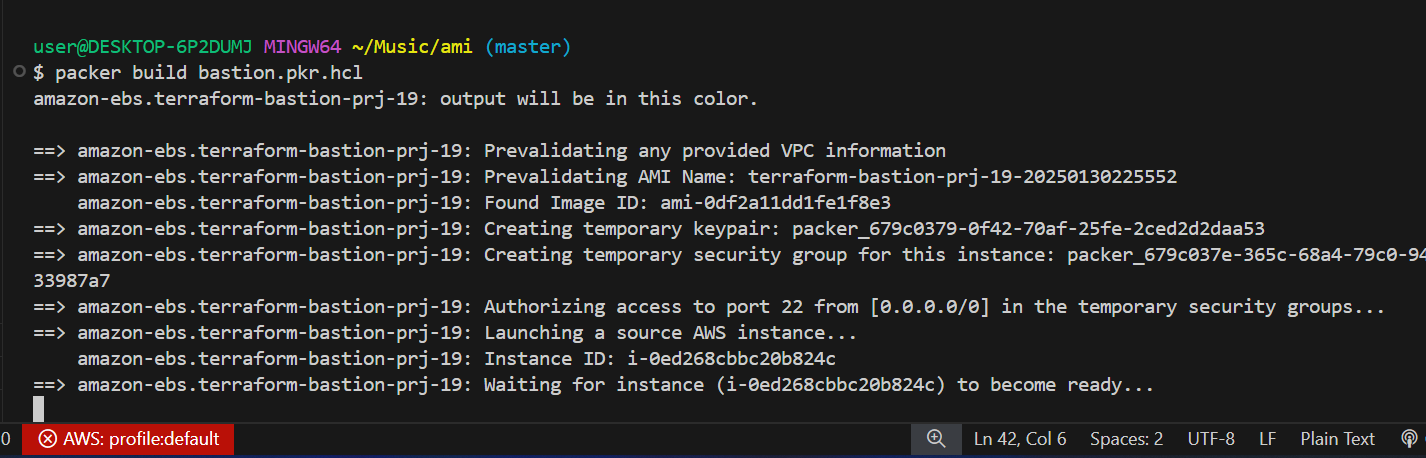 user@DESKTOP-6P2DUMJ MINGW64 ~/Music/ami (master)
$ packer build bastion.pkr.hcl
amazon-ebs.terraform-bastion-prj-19: output will be in this color.
==> amazon-ebs.terraform-bastion-prj-19: Prevalidating any provided VPC information
==> amazon-ebs.terraform-bastion-prj-19: Prevalidating AMI Name: terraform-bastion-prj-19-20250130225552
amazon-ebs.terraform-bastion-prj-19: Found Image ID: ami-0df2a11dd1fe1f8e3
==> amazon-ebs.terraform-bastion-prj-19: Creating temporary keypair: packer_679c0379-0f42-70af-25fe-2ced2d2daa53
==> amazon-ebs.terraform-bastion-prj-19: Creating temporary security group for this instance: packer_679c037e-365c-68a4-79c0-94
33987a7
==> amazon-ebs.terraform-bastion-prj-19: Authorizing access to port 22 from [0.0.0.0/0] in the temporary security groups...
==> amazon-ebs.terraform-bastion-prj-19: Launching a source AWS instance...
amazon-ebs.terraform-bastion-prj-19: Instance ID: i-0ed268cbbc20b824c
==> amazon-ebs.terraform-bastion-prj-19: Waiting for instance (i-0ed268cbbc20b824c) to become ready...
0 AWS: profile:default Ln 42, Col 6 Spaces: 2 UTF-8 LF Plain Text